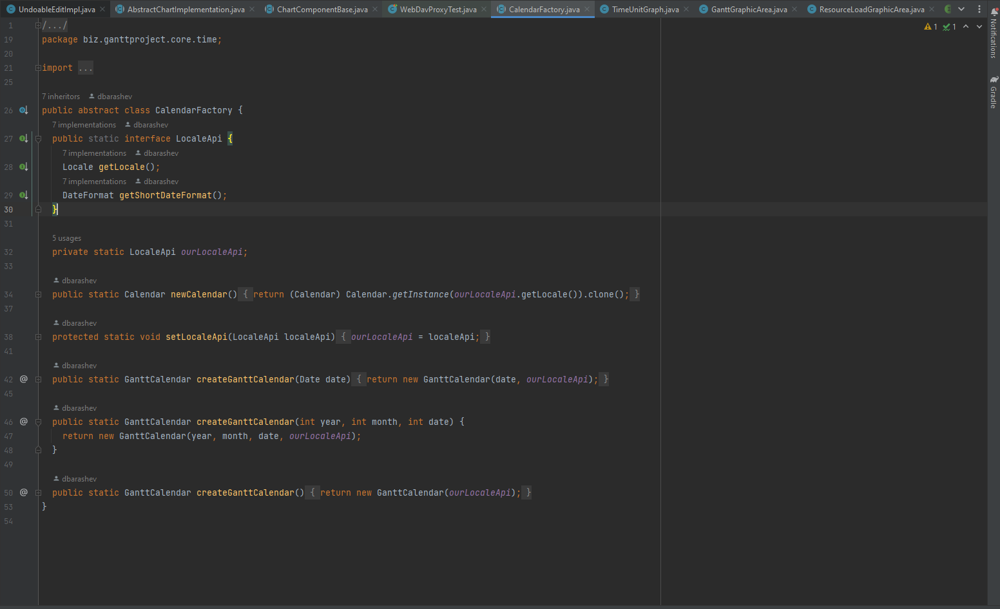 UndoableEditImpl.java AbstractChartImplementation.java ChartComponentBase.java WebDavProxyTest.java CalendarFactory.java TimeUnitGraph.java GanttGraphicArea.java ResourceLoadGraphicArea.java
1 /.../
1 1
19 package biz.ganttproject.core.time;
20
21 import ...
25
7 inheritors dbarashev
26 public abstract class CalendarFactory {
7 implementations dbarashev
27 public static interface LocaleApi {
7 implementations dbarashev
28 Locale getLocale();
7 implementations dbarashev
29 DateFormat getShortDateFormat();
30 }
31
5 usages
32 private static LocaleApi ourLocaleApi;
33
dbarashev
34 public static Calendar newCalendar() { return (Calendar) Calendar.getInstance(ourLocaleApi.getLocale()).clone(); }
37
dbarashev
38 protected static void setLocaleApi(LocaleApi localeApi) { ourLocaleApi = localeApi; }
41
dbarashev
42 @ public static GanttCalendar createGanttCalendar(Date date) { return new GanttCalendar(date, ourLocaleApi); }
45
dbarashev
46 @ public static GanttCalendar createGanttCalendar(int year, int month, int date) {
47 return new GanttCalendar(year, month, date, ourLocaleApi);
48 }
49
dbarashev
50 @ public static GanttCalendar createGanttCalendar() { return new GanttCalendar(ourLocaleApi); }
53 }
54
Notifications
Gradle